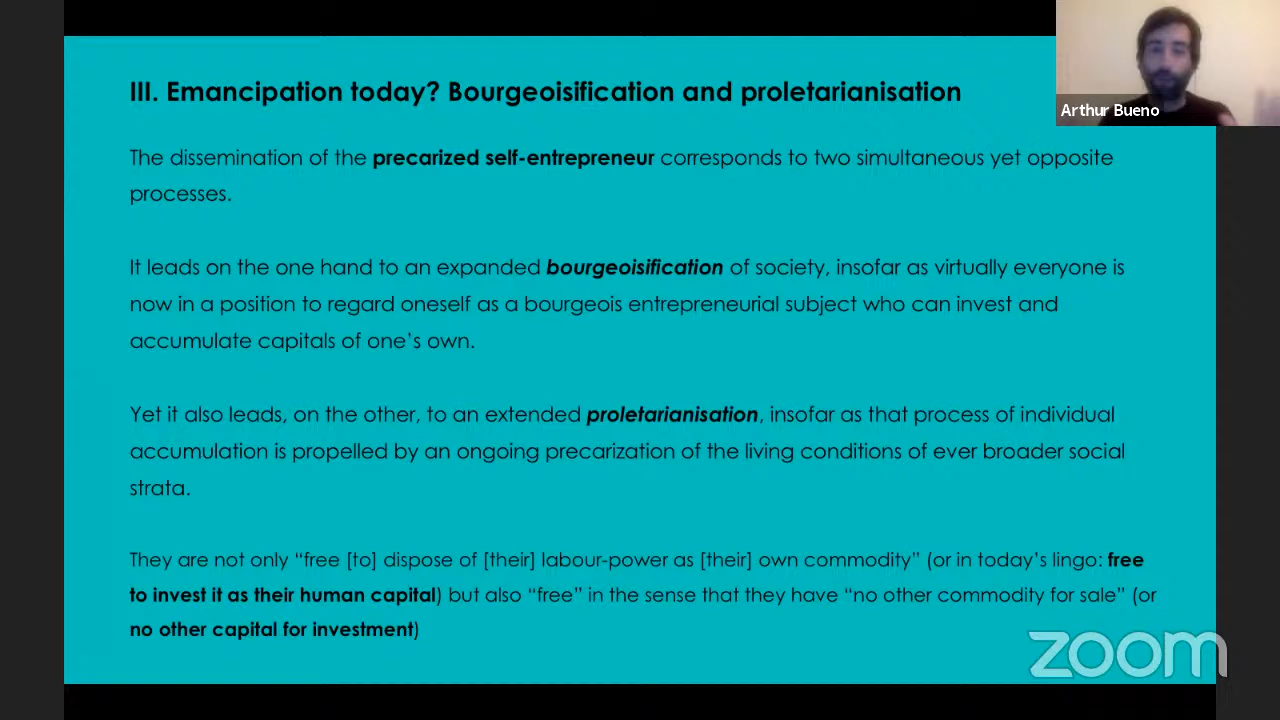 III. Emancipation today? Bourgeoisification and proletarianisation
Arthur Bueno
The dissemination of the precarized self-entrepreneur corresponds to two simultaneous yet opposite
processes.
It leads on the one hand to an expanded bourgeoisification of society, insofar as virtually everyone is
now in a position to regard oneself as a bourgeois entrepreneurial subject who can invest and
accumulate capitals of one’s own.
Yet it also leads, on the other, to an extended proletarianisation, insofar as that process of individual
accumulation is propelled by an ongoing precarization of the living conditions of ever broader social
strata.
They are not only “free [to] dispose of [their] labour-power as [their] own commodity” (or in today’s lingo: free
to invest it as their human capital) but also “free” in the sense that they have “no other commodity for sale” (or
no other capital for investment)
zoom